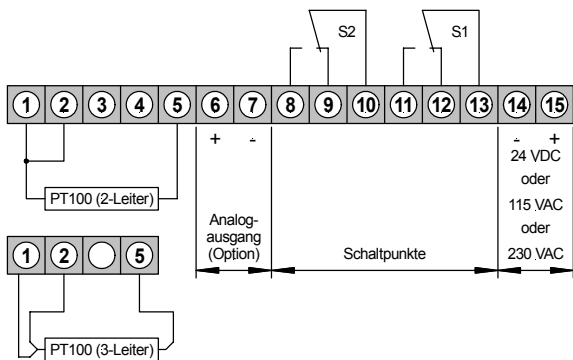 S2 S1
1 2 3 4 5 6 7 8 9 10 11 12 13 14 15
+ - - +
PT100 (2-Leiter)
Analog-
ausgang
(Option)
Schaltpunkte
24 VDC
oder
115 VAC
oder
230 VAC
1 2 5
PT100 (3-Leiter)